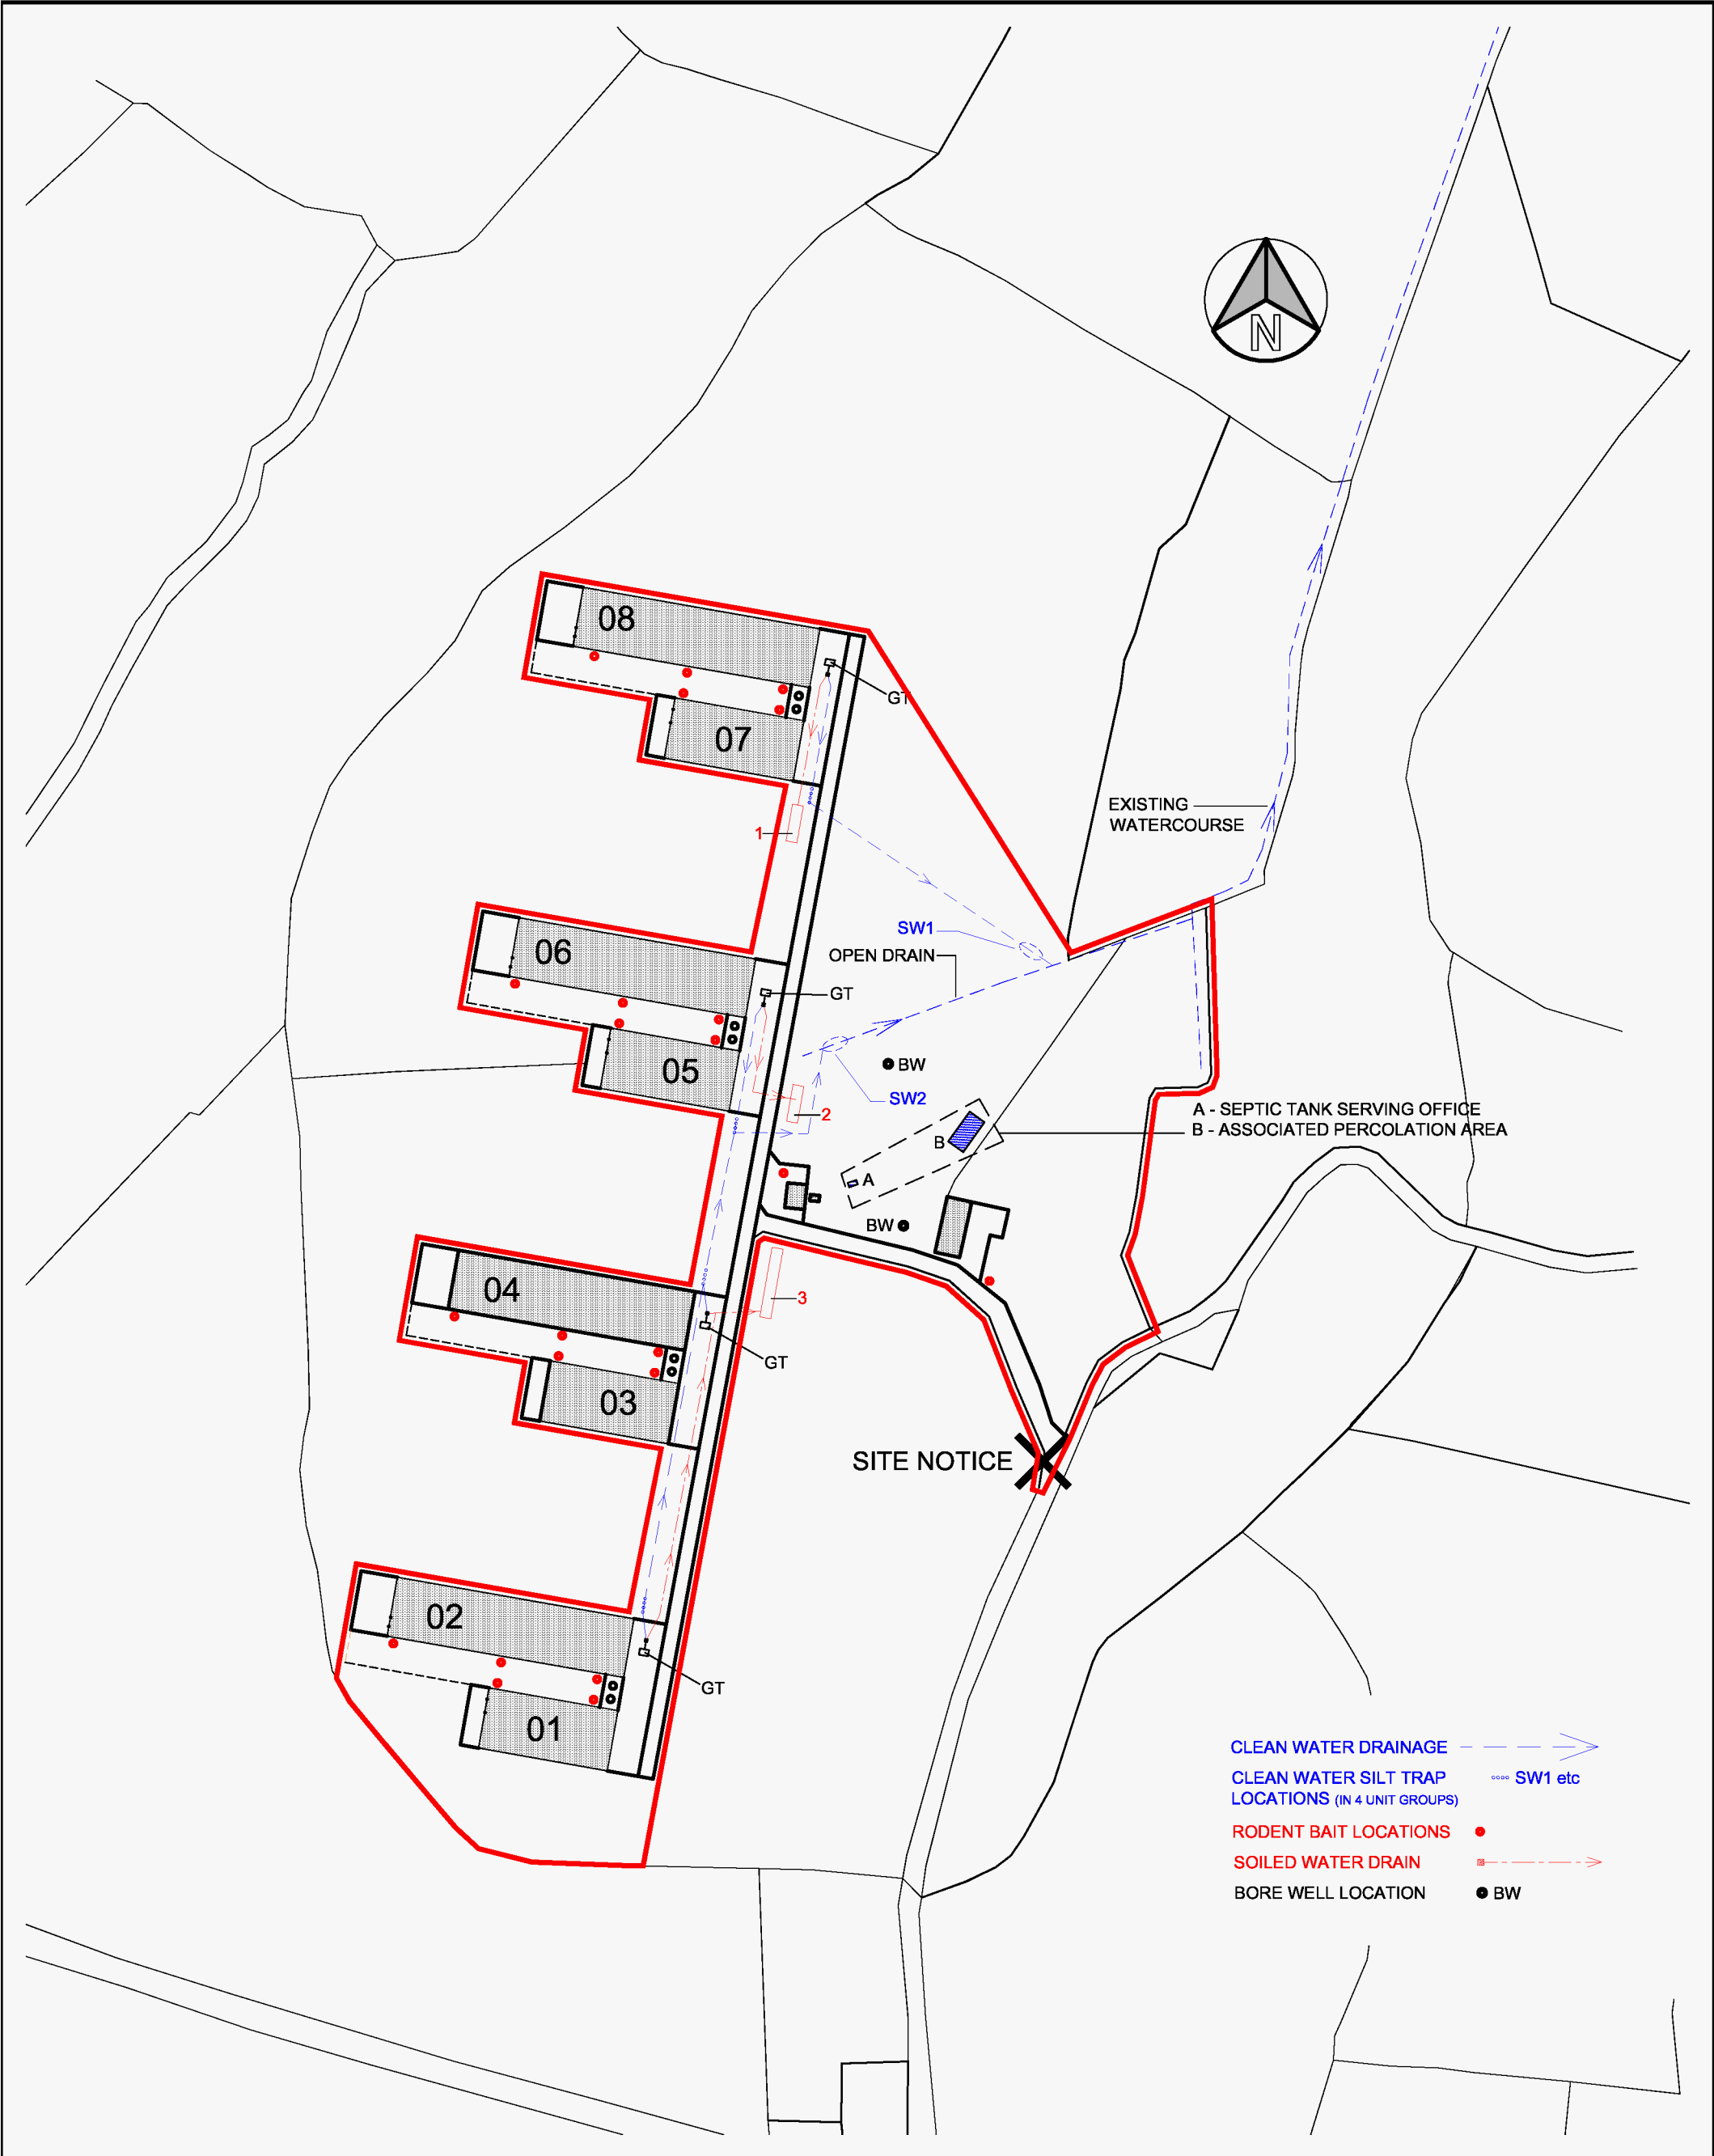 N
08
GT
07
EXISTING
WATERCOURSE
1
SW1
06
OPEN DRAIN
GT
BW
05
SW2
2
A - SEPTIC TANK SERVING OFFICE
B - ASSOCIATED PERCOLATION AREA
B
A
BW
04
3
GT
03
SITE NOTICE
02
GT
01
CLEAN WATER DRAINAGE
CLEAN WATER SILT TRAP SW1 etc
LOCATIONS (IN 4 UNIT GROUPS)
RODENT BAIT LOCATIONS
SOILED WATER DRAIN
BORE WELL LOCATION BW